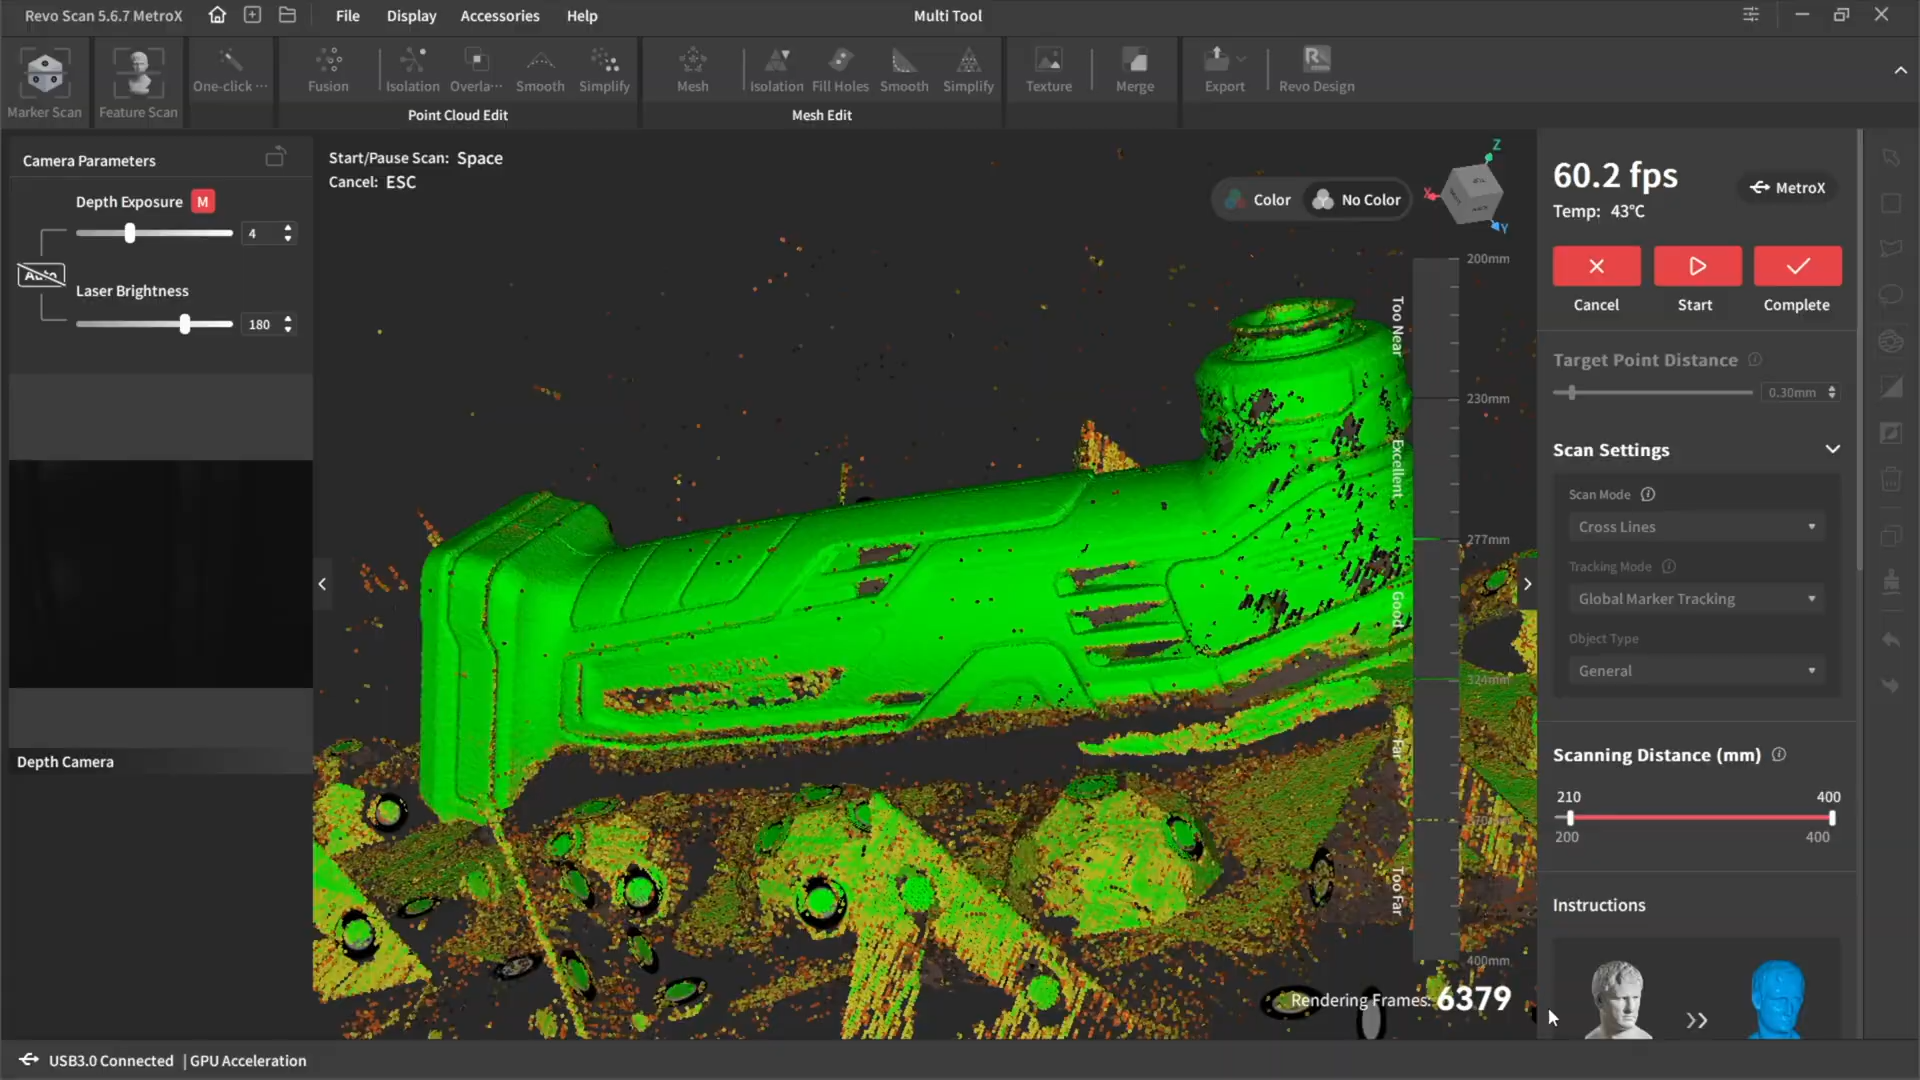 Revo Scan 5.6.7 MetroX
File
Display
Accessories
Help
Multi Tool
Marker Scan
Feature Scan
One-click ···
Fusion
Isolation
Overla···
Smooth
Simplify
Point Cloud Edit
Mesh
Isolation
Fill Holes
Smooth
Simplify
Mesh Edit
Texture
Merge
Export
Revo Design
Camera Parameters
Depth Exposure M
4
Auto
Laser Brightness
180
Depth Camera
Start/Pause Scan: Space
Cancel: ESC
Color
No Color
Z
X
Y
200mm
230mm
277mm
324mm
370mm
400mm
Too Near
Excellent
Good
Far
Too Far
Rendering Frames: 6379
60.2 fps
MetroX
Temp: 43°C
Cancel
Start
Complete
Target Point Distance
0.30mm
Scan Settings
Scan Mode
Cross Lines
Tracking Mode
Global Marker Tracking
Object Type
General
Scanning Distance (mm)
210
400
200
400
Instructions
USB3.0 Connected | GPU Acceleration